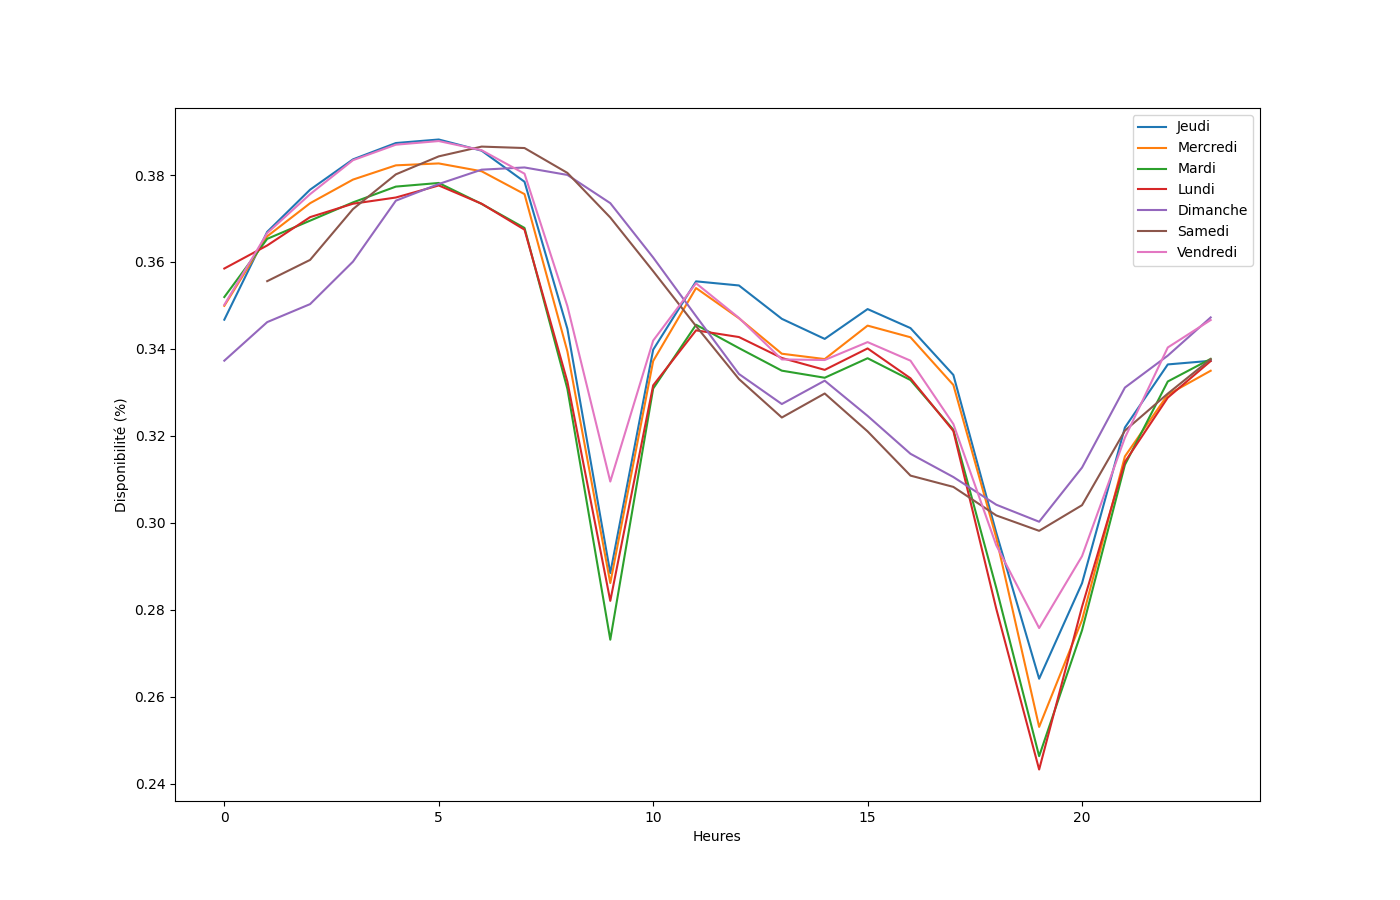 Jeudi
Mercredi
Mardi
Lundi
Dimanche
Samedi
Vendredi
0.38
0.36
0.34
0.32
0.30
0.28
0.26
0.24
Disponibilité (%)
0 5 10 15 20
Heures